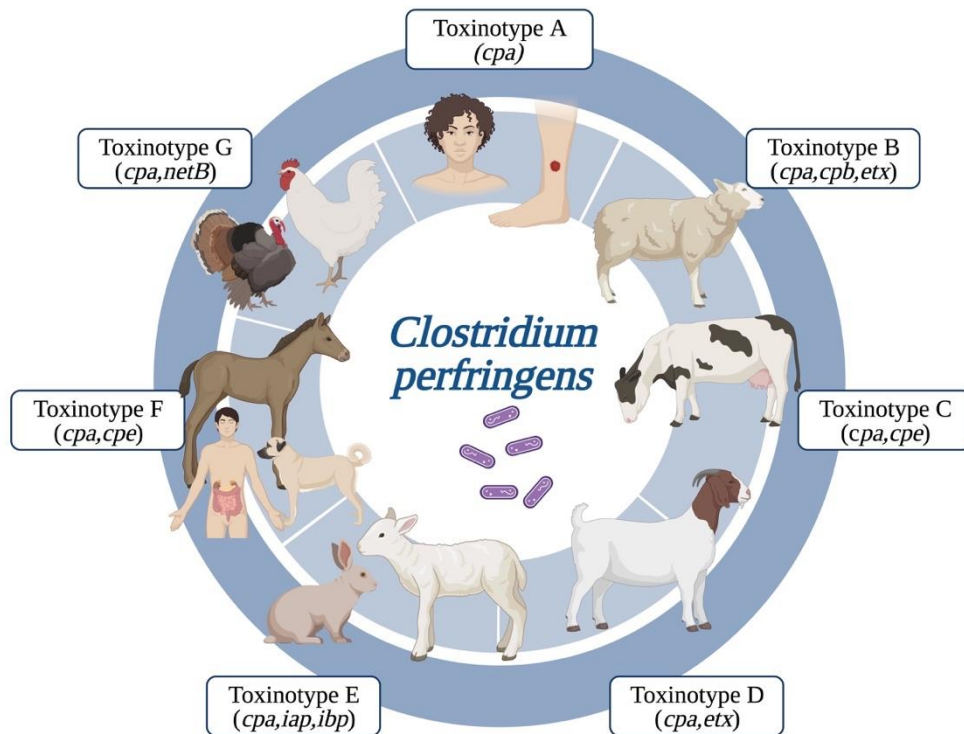 Toxinotype A
(cpa)
Toxinotype G
(cpa,netB)
Toxinotype B
(cpa,cpb,etx)
Clostridium
perfringens
Toxinotype F
(cpa,cpe)
Toxinotype C
(cpa,cpe)
Toxinotype E
(cpa,iap,ibp)
Toxinotype D
(cpa,etx)